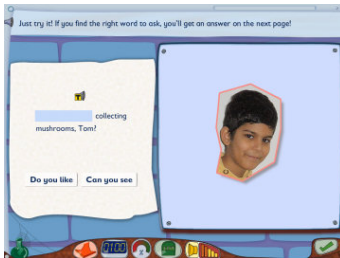 Just try it! If you find the right word to ask, you'll get an answer on the next page!
collecting
mushrooms, Tom?
Do you like
Can you see